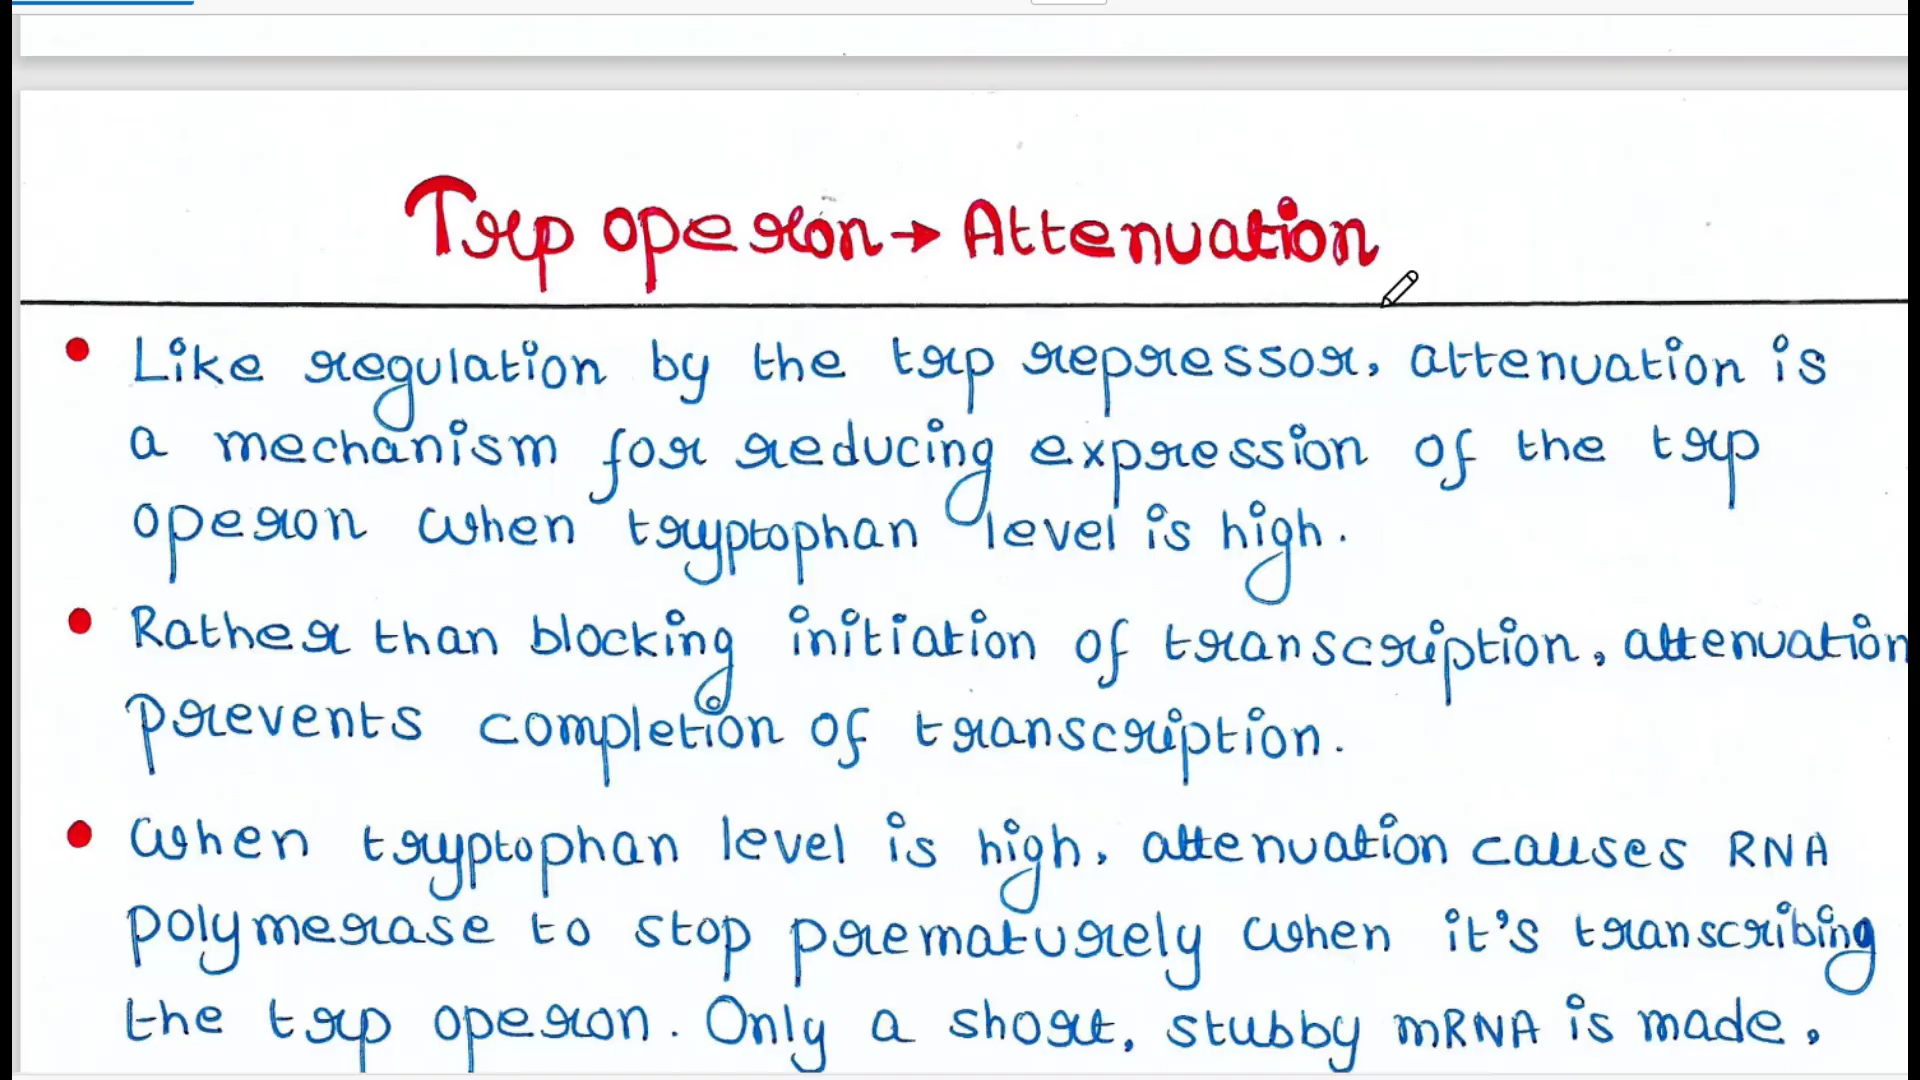 Trp operon → Attenuation
• Like regulation by the trp repressor, attenuation is
a mechanism for reducing expression of the trp
operon when tryptophan level is high.
• Rather than blocking initiation of transcription, attenuation
prevents completion of transcription.
• When tryptophan level is high, attenuation causes RNA
polymerase to stop prematurely when it's transcribing
the trp operon. Only a short, stubby mRNA is made,